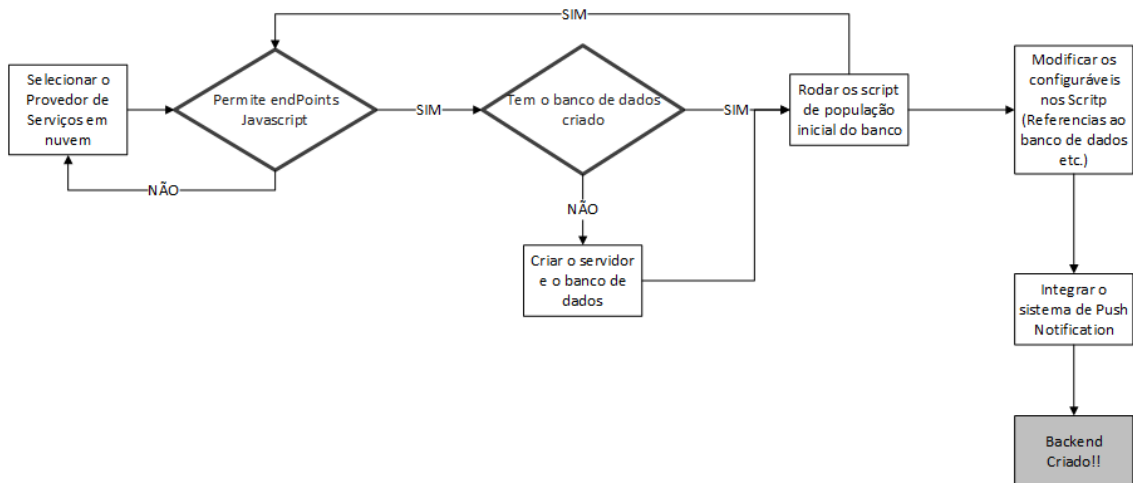 SIM
Selecionar o
Provedor de
Serviços em
nuvem
Permite endPoints
Javascript
SIM
Tem o banco de dados
criado
SIM
Rodar os script
de população
inicial do banco
Modificar os
configuráveis
nos Scritp
(Referencias ao
banco de dados
etc.)
NÃO
NÃO
Criar o servidor
e o banco de
dados
Integrar o
sistema de Push
Notification
Backend
Criado!!